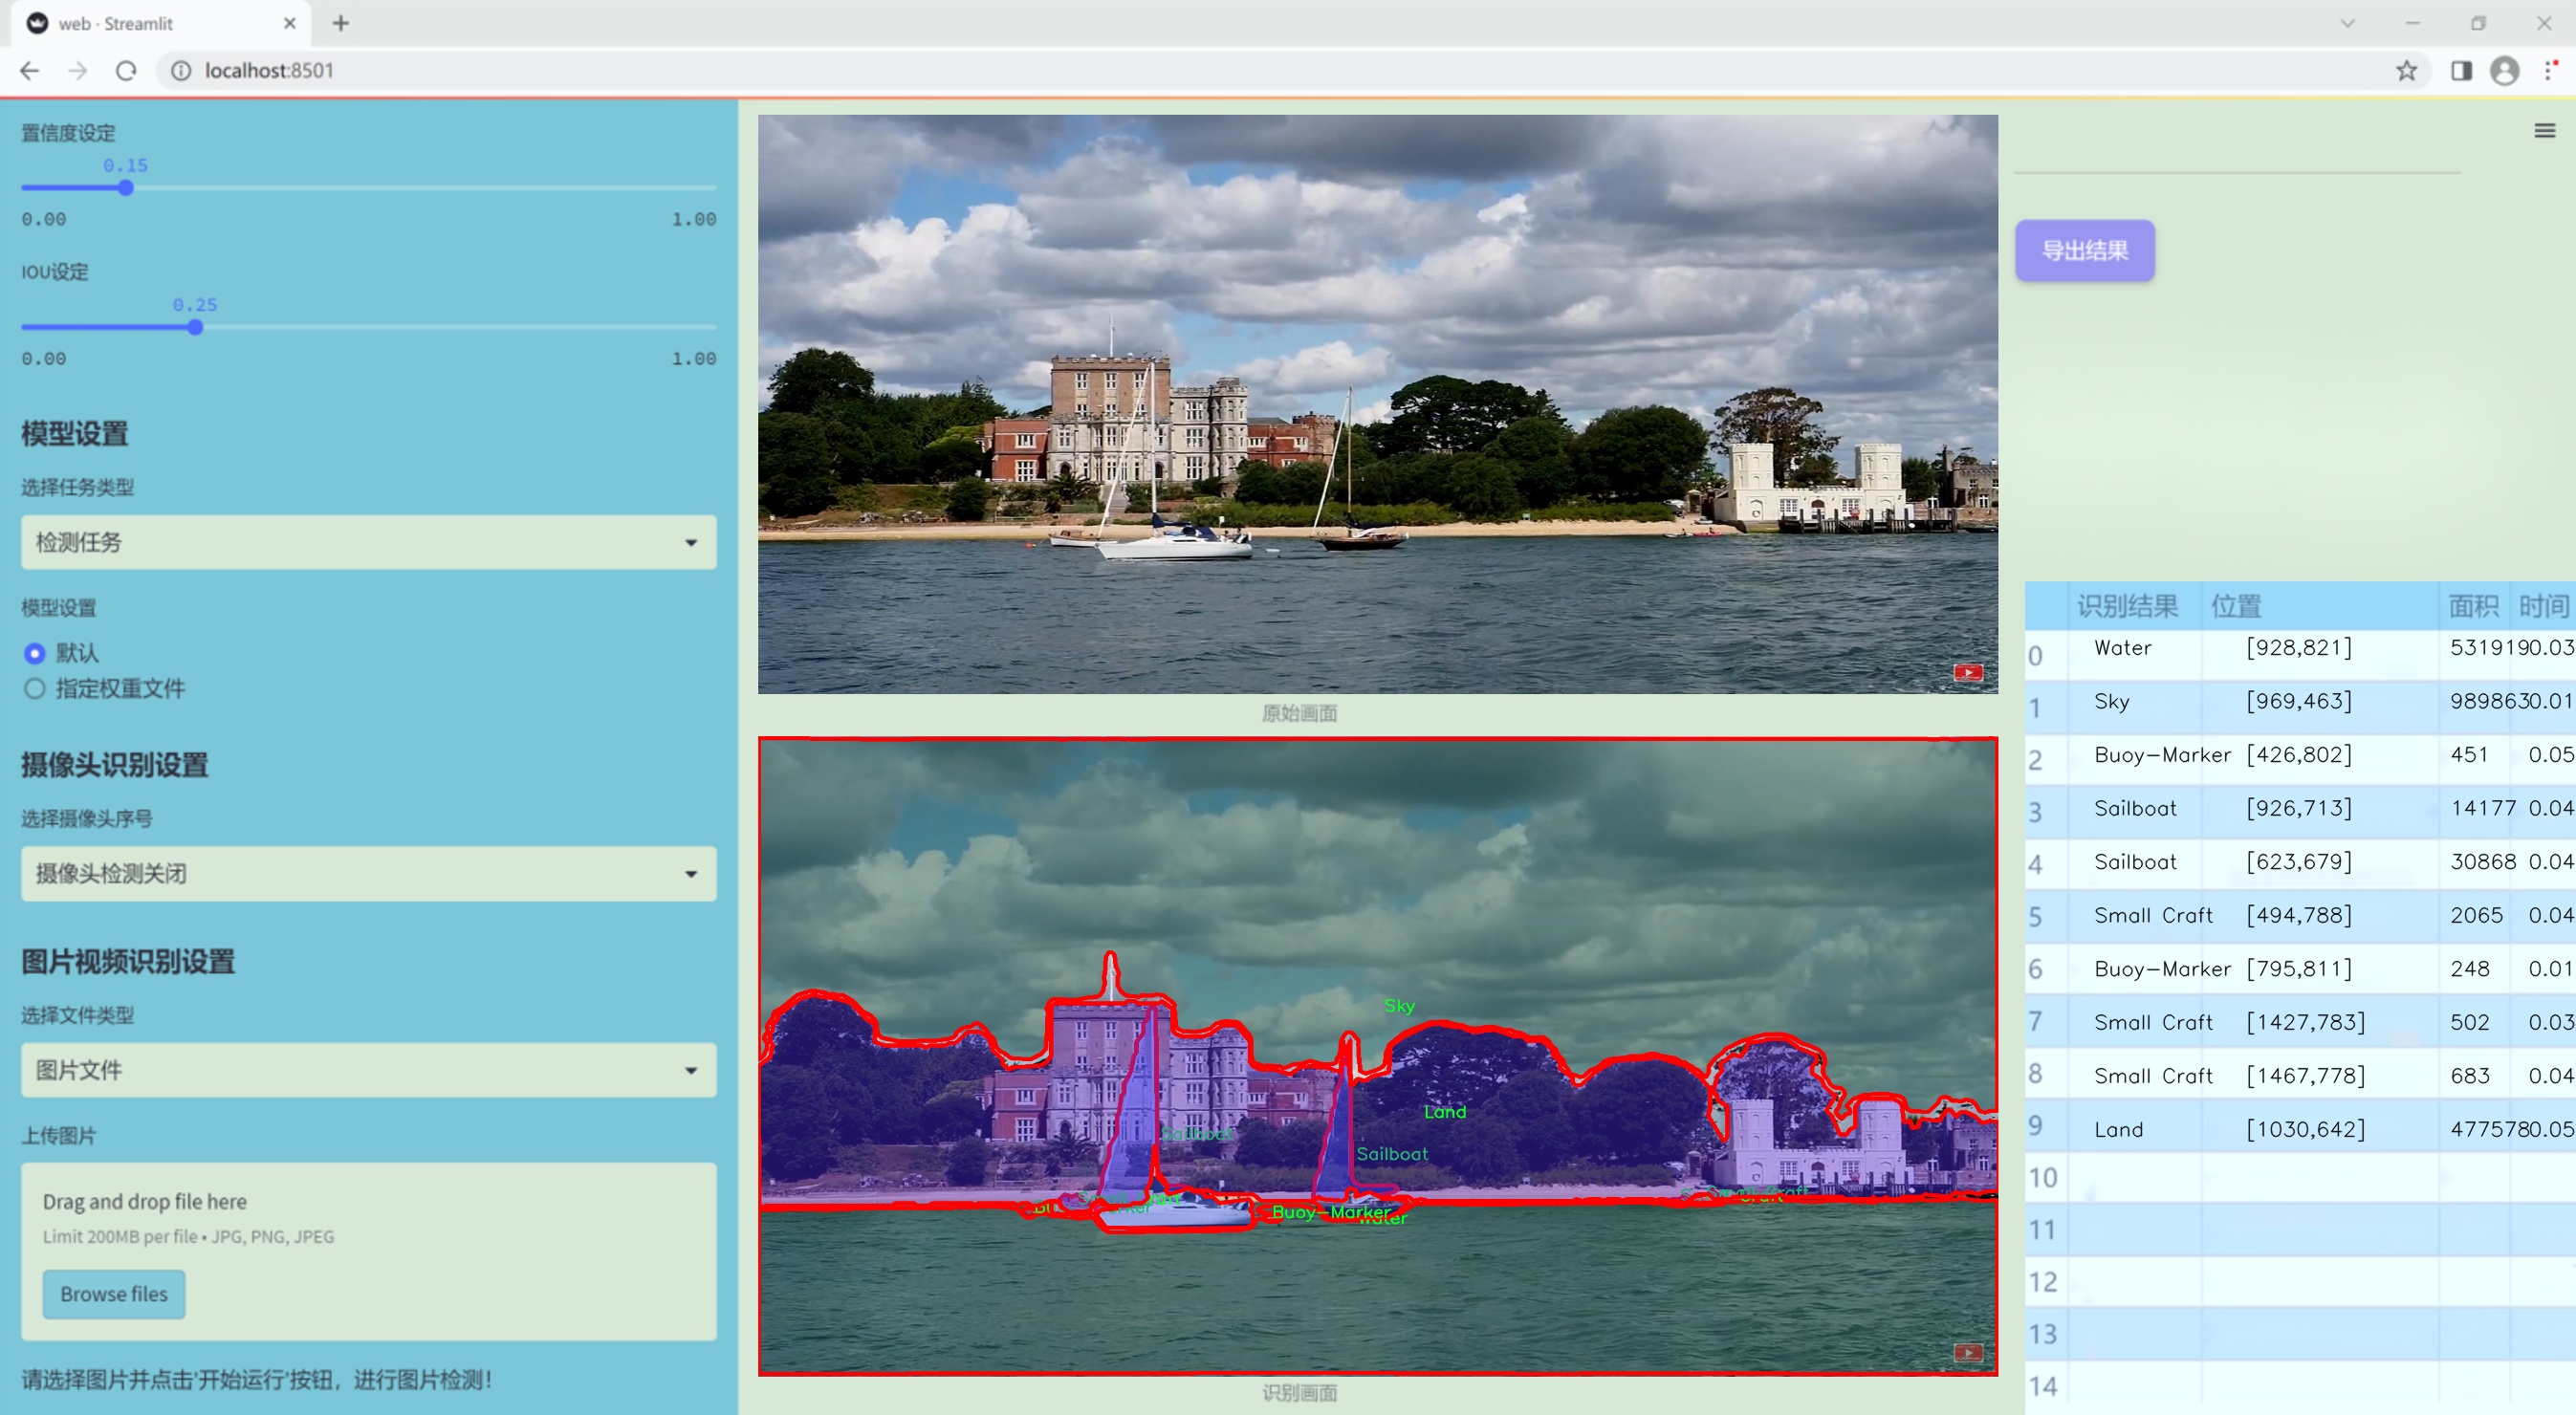 web · Streamlit
localhost:8501
置信度设定
0.15
0.00 1.00
IOU设定
0.25
0.00 1.00
模型设置
选择任务类型
检测任务
模型设置
默认
指定权重文件
摄像头识别设置
选择摄像头序号
摄像头检测关闭
图片视频识别设置
选择文件类型
图片文件
上传图片
Drag and drop file here
Limit 200MB per file • JPG, PNG, JPEG
Browse files
请选择图片并点击'开始运行'按钮，进行图片检测!
原始画面
Sky
Land
Sailboat
Sailboat
Buoy-Marker
Water
识别画面
导出结果
识别结果 位置 面积 时间
0 Water [928,821] 5319190.03
1 Sky [969,463] 9898630.01
2 Buoy-Marker [426,802] 451 0.05
3 Sailboat [926,713] 14177 0.04
4 Sailboat [623,679] 30868 0.04
5 Small Craft [494,788] 2065 0.04
6 Buoy-Marker [795,811] 248 0.01
7 Small Craft [1427,783] 502 0.03
8 Small Craft [1467,778] 683 0.04
9 Land [1030,642] 4775780.05
10
11
12
13
14